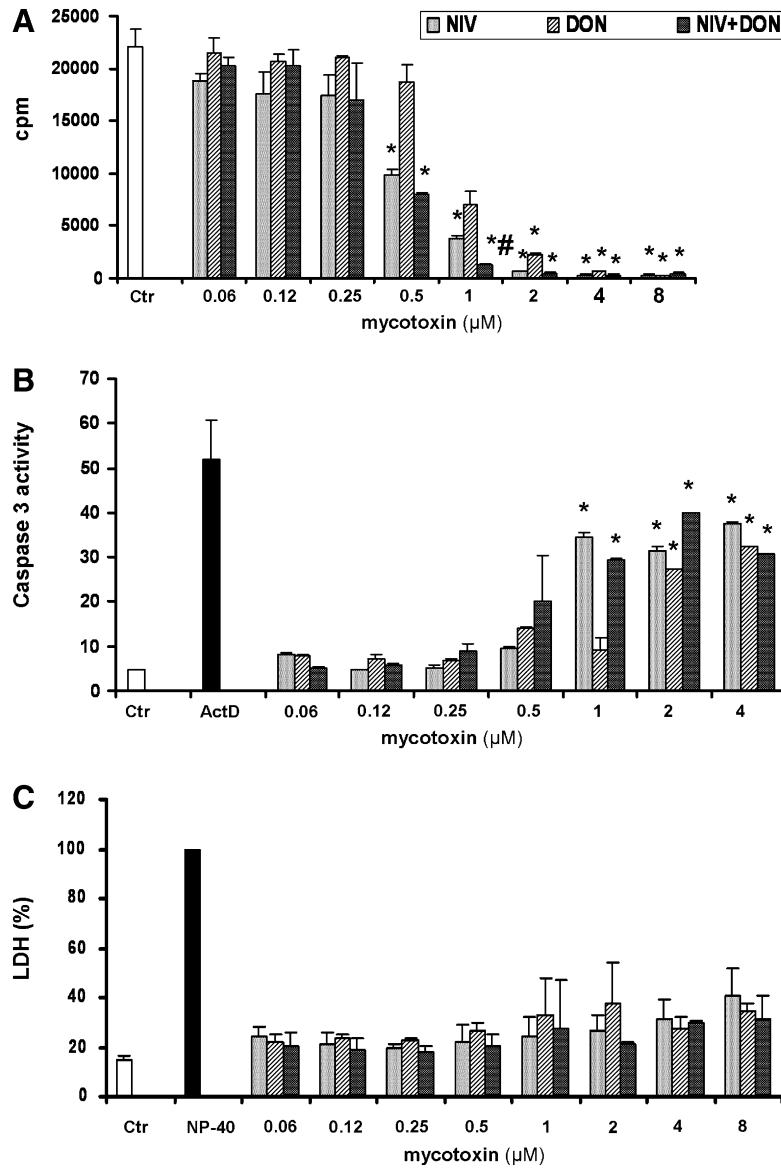 A
NIV DON NIV+DON
25000
20000
15000
10000
5000
0
cpm
* * * * # * * * * * * * * *
Ctr 0.06 0.12 0.25 0.5 1 2 4 8
mycotoxin (µM)
B
70
60
50
40
30
20
10
0
Caspase 3 activity
* * * * * * * *
Ctr ActD 0.06 0.12 0.25 0.5 1 2 4
mycotoxin (µM)
C
120
100
80
60
40
20
0
LDH (%)
Ctr NP-40 0.06 0.12 0.25 0.5 1 2 4 8
mycotoxin (µM)